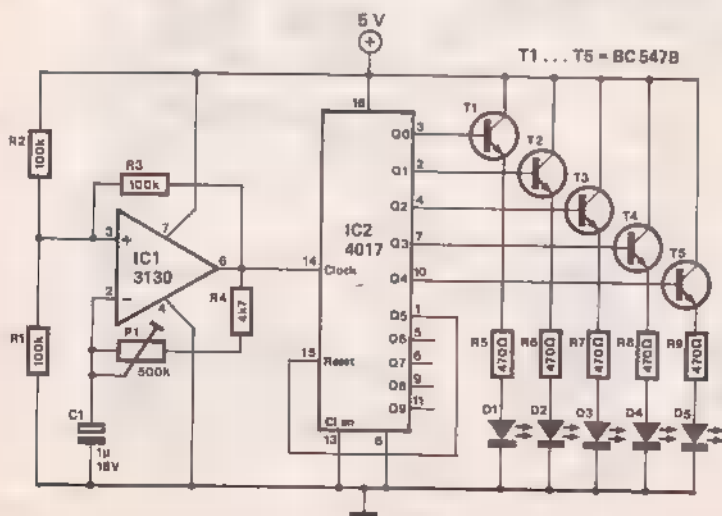 5 V
T1 . . . T5 = BC547B
16
R2
100k
R3
100k
3
+
7
IC1
3130
6
2
−
4
R4
4k7
P1
500k
R1
100k
C1
1µ
16V
14
Clock
IC2
4017
15
Reset
13
8
Q0
3
Q1
2
Q2
4
Q3
7
Q4
10
Q5
1
Q6
5
Q7
6
Q8
9
Q9
11
T1
T2
T3
T4
T5
R5
470Ω
R6
470Ω
R7
470Ω
R8
470Ω
R9
470Ω
D1
D2
D3
D4
D5